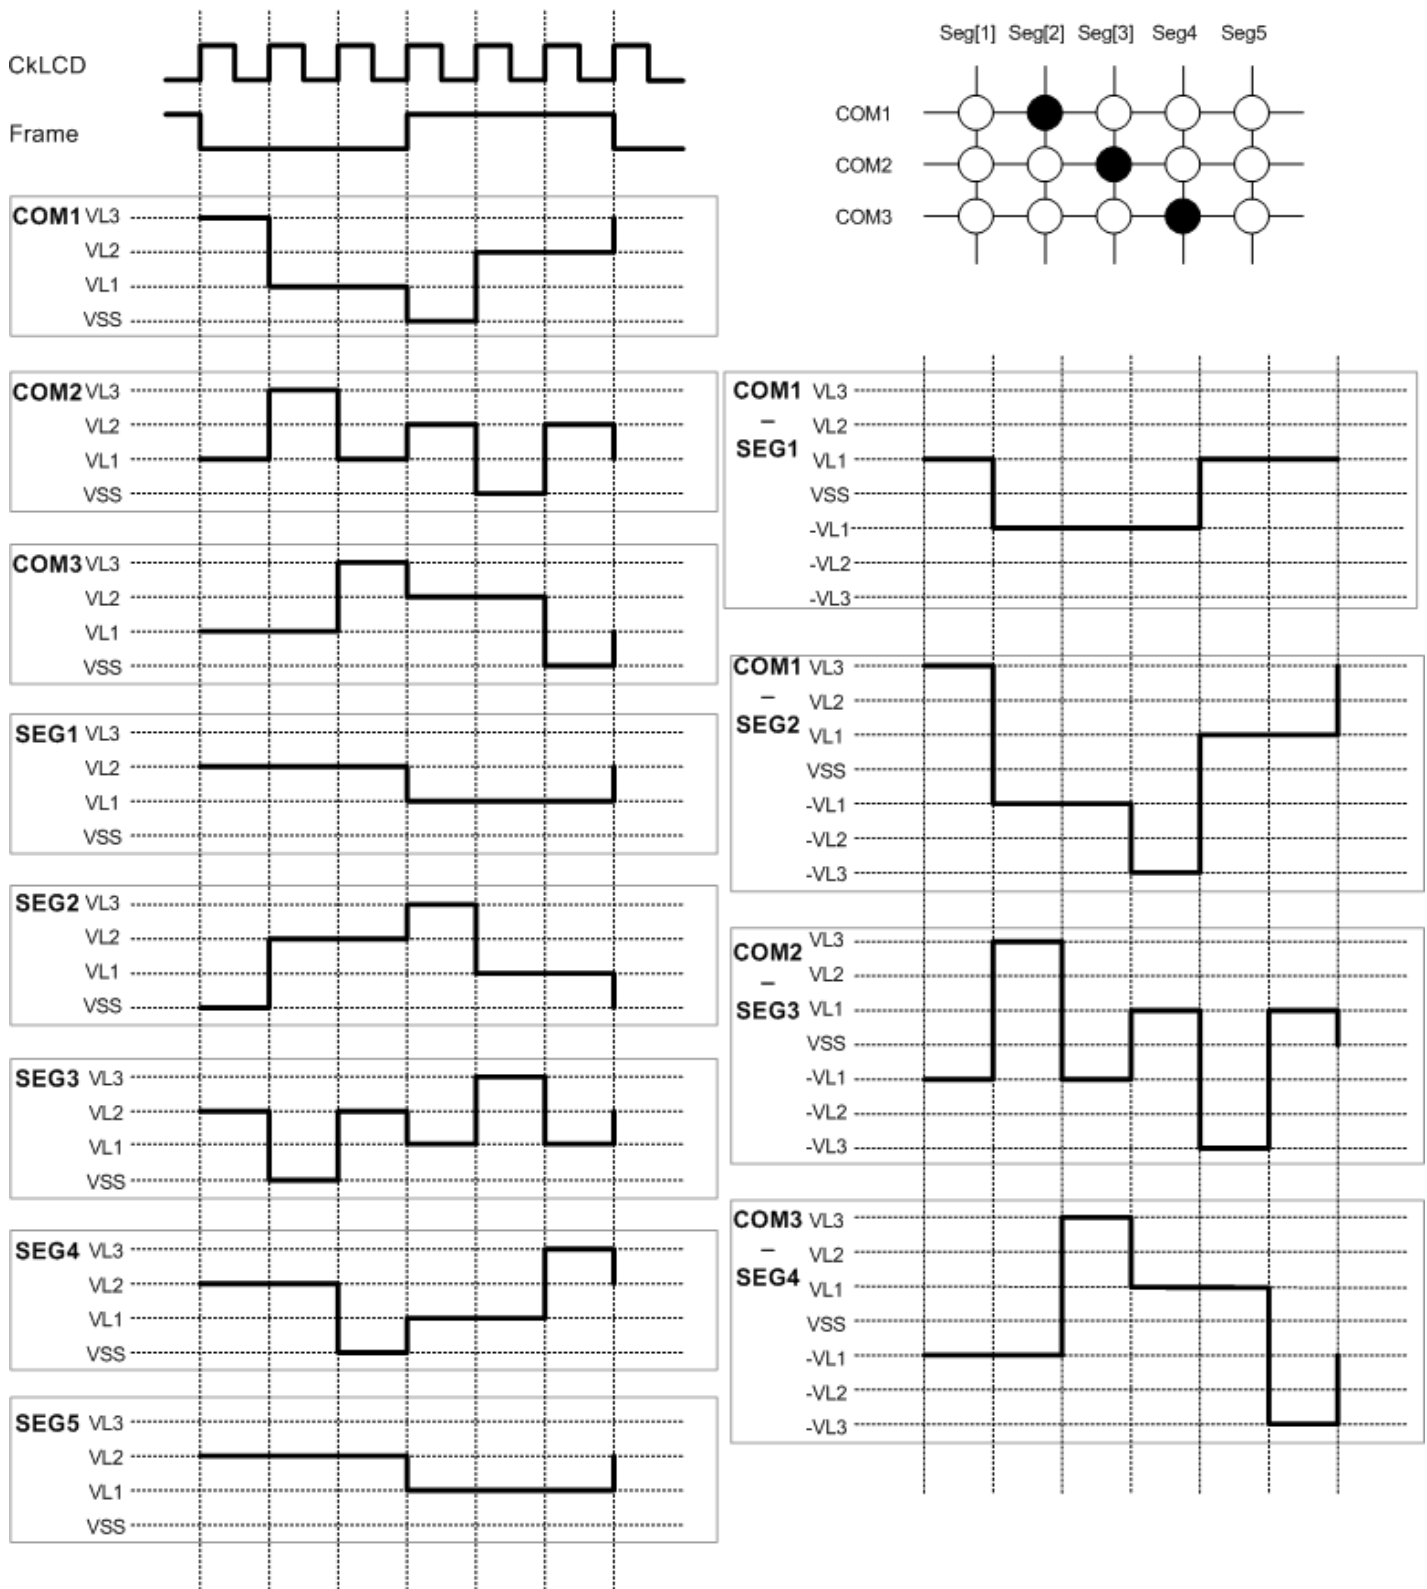 CkLCD
Frame
COM1 VL3
VL2
VL1
VSS
COM2 VL3
VL2
VL1
VSS
COM3 VL3
VL2
VL1
VSS
SEG1 VL3
VL2
VL1
VSS
SEG2 VL3
VL2
VL1
VSS
SEG3 VL3
VL2
VL1
VSS
SEG4 VL3
VL2
VL1
VSS
SEG5 VL3
VL2
VL1
VSS
Seg[1] Seg[2] Seg[3] Seg4 Seg5
COM1
COM2
COM3
COM1 – SEG1
VL3
VL2
VL1
VSS
-VL1
-VL2
-VL3
COM1 – SEG2
VL3
VL2
VL1
VSS
-VL1
-VL2
-VL3
COM2 – SEG3
VL3
VL2
VL1
VSS
-VL1
-VL2
-VL3
COM3 – SEG4
VL3
VL2
VL1
VSS
-VL1
-VL2
-VL3